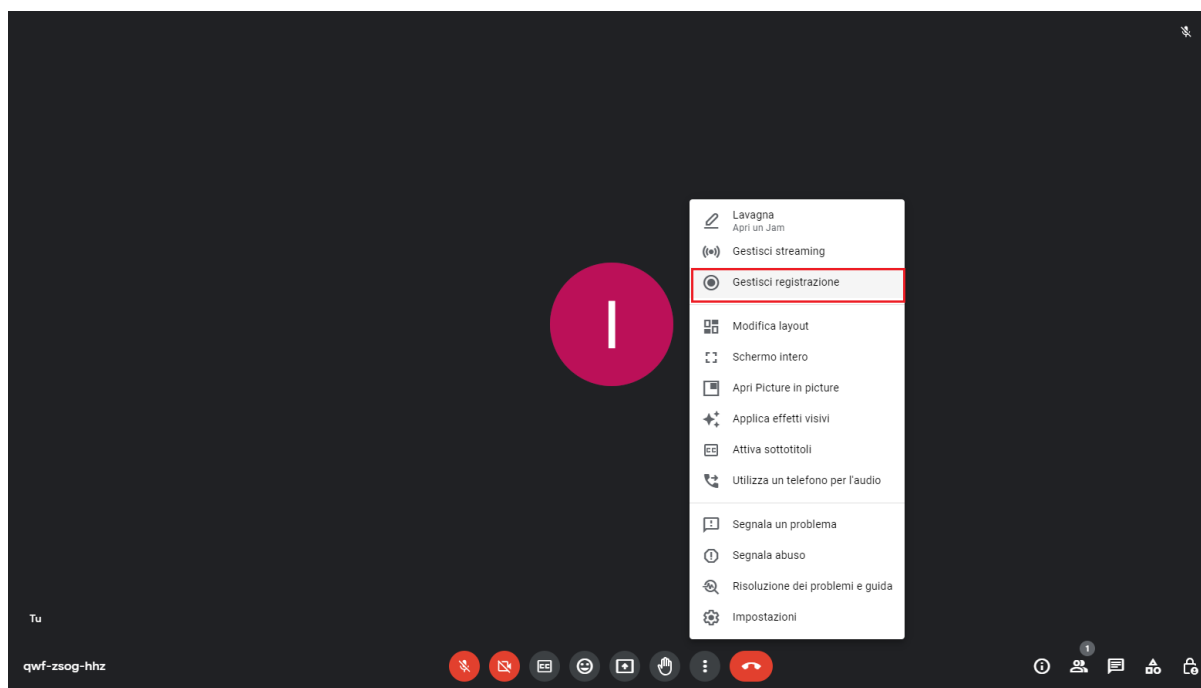 I
Lavagna
Apri un Jam
Gestisci streaming
Gestisci registrazione
Modifica layout
Schermo intero
Apri Picture in picture
Applica effetti visivi
CC
Attiva sottotitoli
Utilizza un telefono per l'audio
Segnala un problema
Segnala abuso
Risoluzione dei problemi e guida
Impostazioni
Tu
qwf-zsog-hhz
CC
1